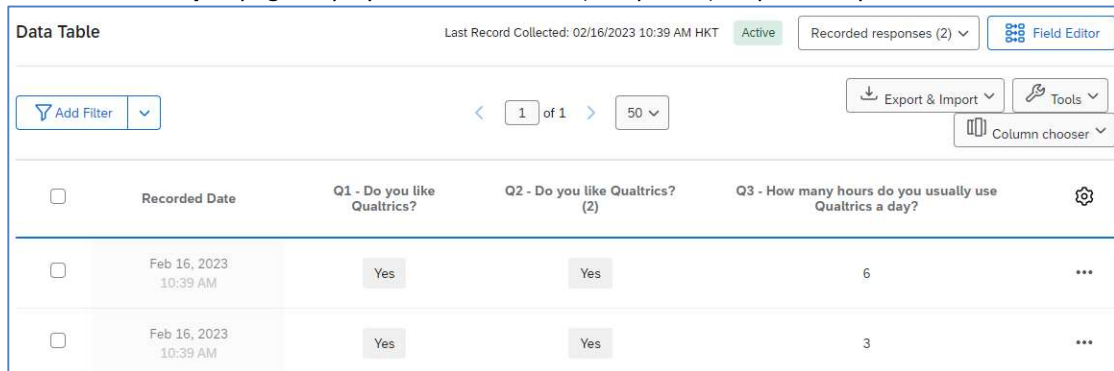 Data Table
Last Record Collected: 02/16/2023 10:39 AM HKT
Active
Recorded responses (2)
Field Editor
Add Filter
1 of 1
50
Export & Import
Tools
Column chooser
Recorded Date
Q1 - Do you like
Qualtrics?
Q2 - Do you like Qualtrics?
(2)
Q3 - How many hours do you usually use
Qualtrics a day?
Feb 16, 2023
10:39 AM
Yes
Yes
6
Feb 16, 2023
10:39 AM
Yes
Yes
3